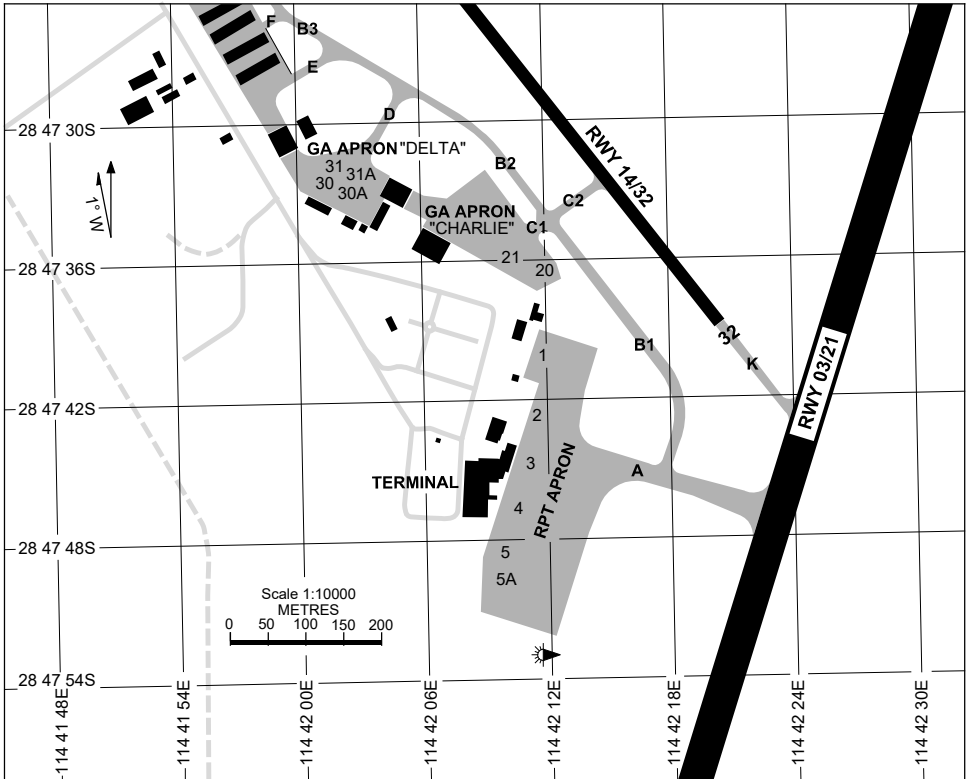 F
B3
E
D
28 47 30S
RWY 14/32
GA APRON "DELTA"
B2
31
31A
30
30A
C2
1° W
GA APRON
"CHARLIE"
C1
21
20
28 47 36S
32
B1
1
K
RWY 03/21
28 47 42S
2
3
A
TERMINAL
RPT APRON
4
28 47 48S
5
5A
Scale 1:10000
METRES
0 50 100 150 200
28 47 54S
114 41 48E
114 41 54E
114 42 00E
114 42 06E
114 42 12E
114 42 18E
114 42 24E
114 42 30E